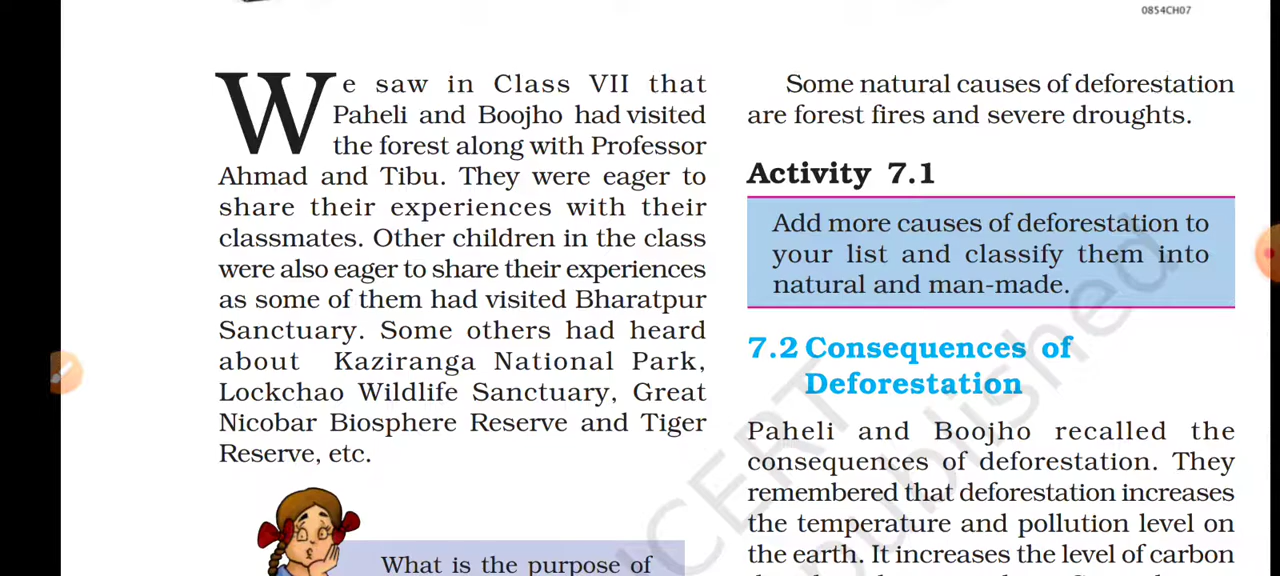 0854CH07
We saw in Class VII that
Paheli and Boojho had visited
the forest along with Professor
Ahmad and Tibu. They were eager to
share their experiences with their
classmates. Other children in the class
were also eager to share their experiences
as some of them had visited Bharatpur
Sanctuary. Some others had heard
about Kaziranga National Park,
Lockchao Wildlife Sanctuary, Great
Nicobar Biosphere Reserve and Tiger
Reserve, etc.
What is the purpose of
Some natural causes of deforestation
are forest fires and severe droughts.
Activity 7.1
Add more causes of deforestation to
your list and classify them into
natural and man-made.
7.2 Consequences of
Deforestation
Paheli and Boojho recalled the
consequences of deforestation. They
remembered that deforestation increases
the temperature and pollution level on
the earth. It increases the level of carbon